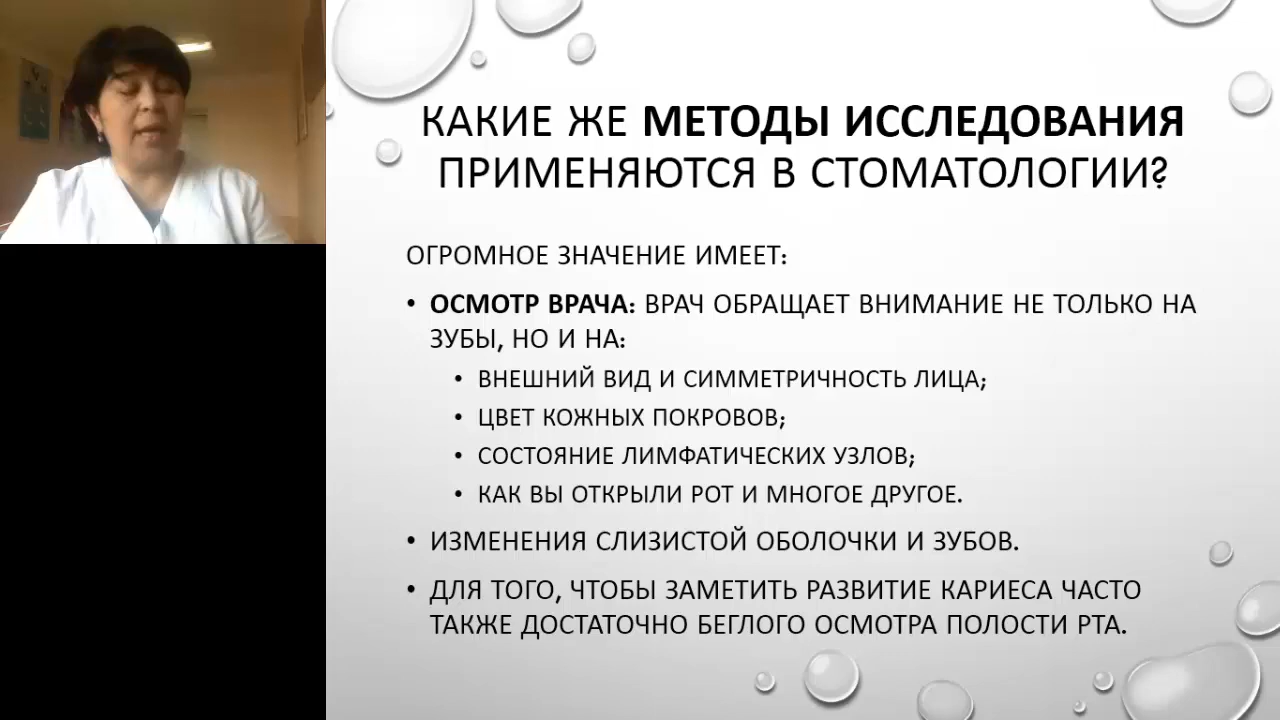 КАКИЕ ЖЕ МЕТОДЫ ИССЛЕДОВАНИЯ
ПРИМЕНЯЮТСЯ В СТОМАТОЛОГИИ?
ОГРОМНОЕ ЗНАЧЕНИЕ ИМЕЕТ:
• ОСМОТР ВРАЧА: ВРАЧ ОБРАЩАЕТ ВНИМАНИЕ НЕ ТОЛЬКО НА
ЗУБЫ, НО И НА:
• ВНЕШНИЙ ВИД И СИММЕТРИЧНОСТЬ ЛИЦА;
• ЦВЕТ КОЖНЫХ ПОКРОВОВ;
• СОСТОЯНИЕ ЛИМФАТИЧЕСКИХ УЗЛОВ;
• КАК ВЫ ОТКРЫЛИ РОТ И МНОГОЕ ДРУГОЕ.
• ИЗМЕНЕНИЯ СЛИЗИСТОЙ ОБОЛОЧКИ И ЗУБОВ.
• ДЛЯ ТОГО, ЧТОБЫ ЗАМЕТИТЬ РАЗВИТИЕ КАРИЕСА ЧАСТО
ТАКЖЕ ДОСТАТОЧНО БЕГЛОГО ОСМОТРА ПОЛОСТИ РТА.